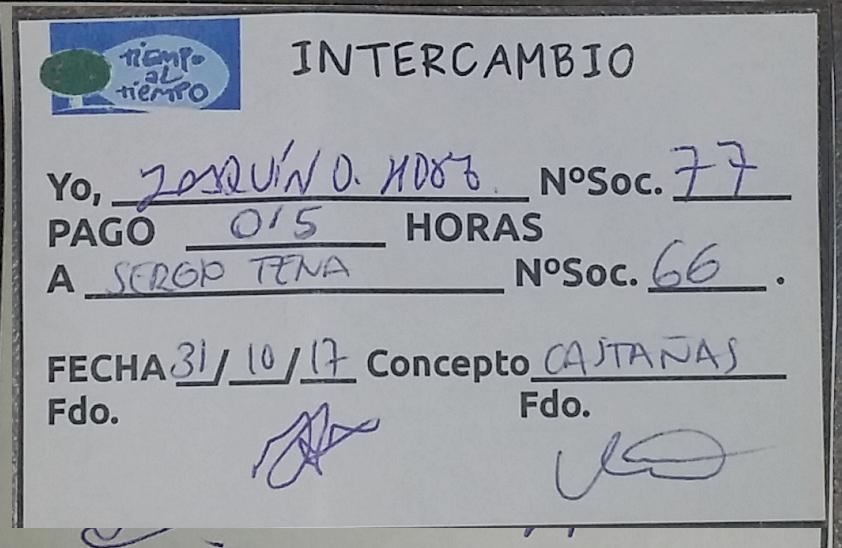 tiEMPO
aL
tiemPO
INTERCAMBIO
Yo, JOAQUÍN O. NºSoc. 77
PAGO 0'5 HORAS
A SERGIO TENA NºSoc. 66.
FECHA 31/10/17 Concepto CASTAÑAS
Fdo. Fdo.